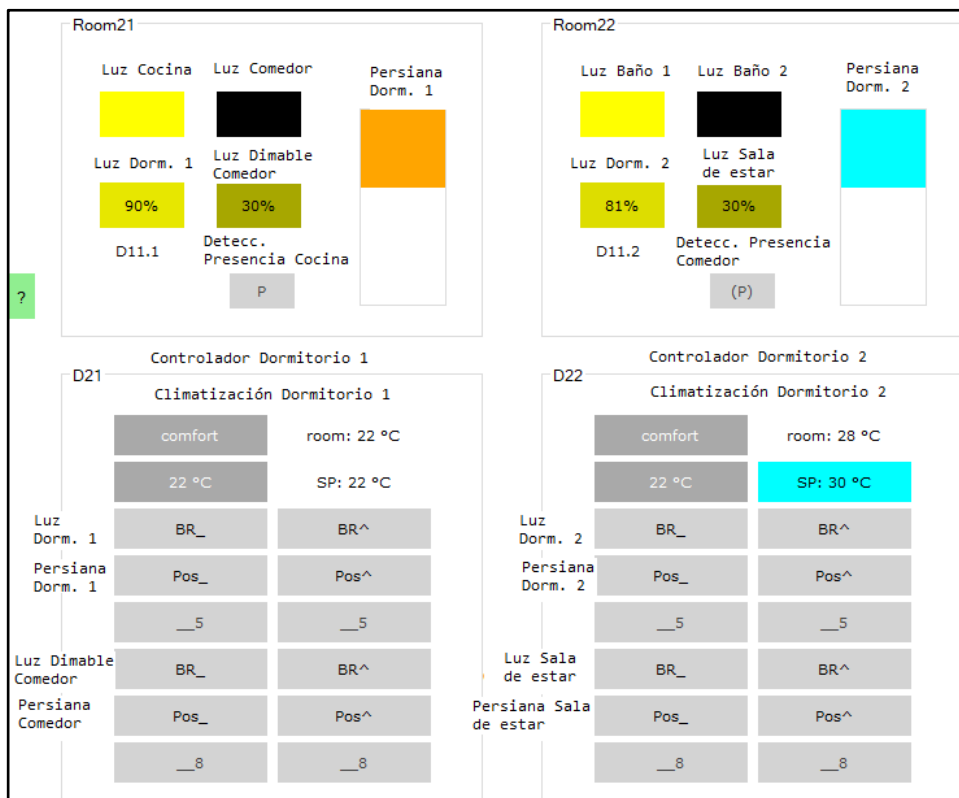 Room21
Luz Cocina
Luz Comedor
Persiana
Dorm. 1
Luz Dorm. 1
Luz Dimable
Comedor
90%
30%
D11.1
Detecc.
Presencia Cocina
P
?
Room22
Luz Baño 1
Luz Baño 2
Persiana
Dorm. 2
Luz Dorm. 2
Luz Sala
de estar
81%
30%
D11.2
Detecc. Presencia
Comedor
(P)
Controlador Dormitorio 1
D21
Climatización Dormitorio 1
comfort
room: 22 °C
22 °C
SP: 22 °C
Luz
Dorm. 1
BR_
BR^
Persiana
Dorm. 1
Pos_
Pos^
__5
__5
Luz Dimable
Comedor
BR_
BR^
Persiana
Comedor
Pos_
Pos^
__8
__8
Controlador Dormitorio 2
D22
Climatización Dormitorio 2
comfort
room: 28 °C
22 °C
SP: 30 °C
Luz
Dorm. 2
BR_
BR^
Persiana
Dorm. 2
Pos_
Pos^
__5
__5
Luz Sala
de estar
BR_
BR^
Persiana Sala
de estar
Pos_
Pos^
__8
__8